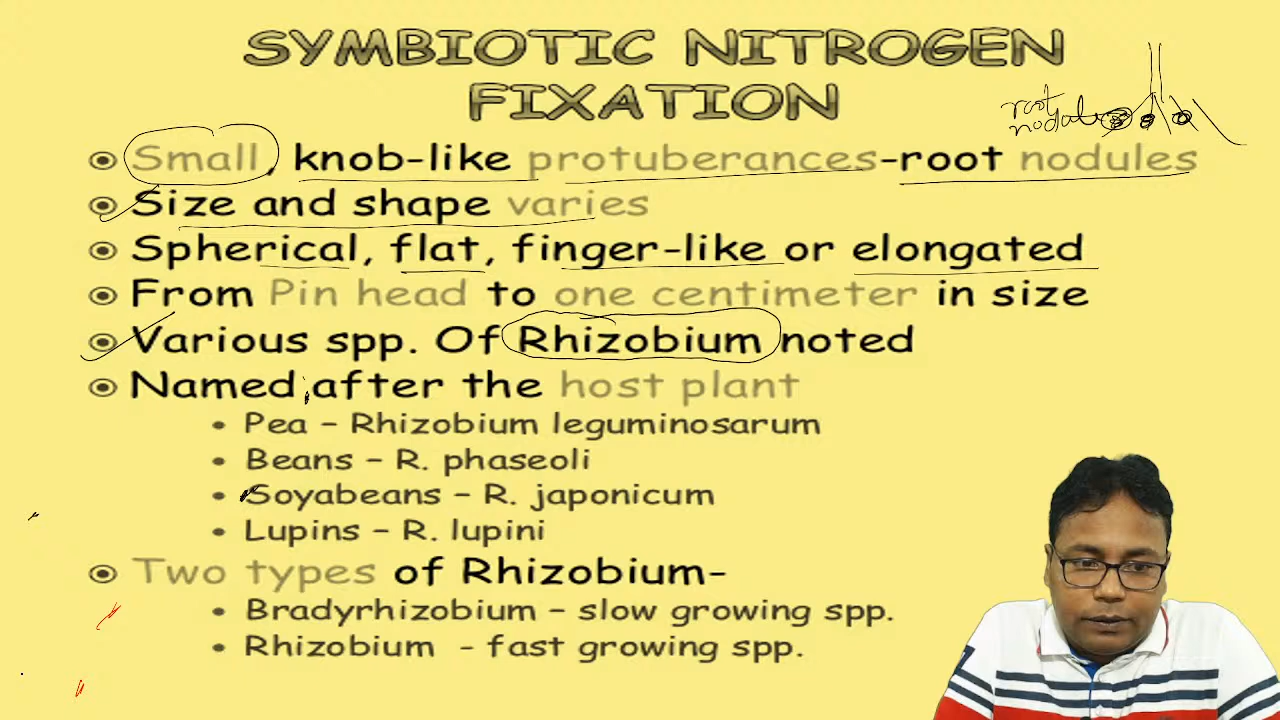 SYMBIOTIC NITROGEN
FIXATION
root
Small, knob-like protuberances-root nodules
Size and shape varies
Spherical, flat, finger-like or elongated
From Pin head to one centimeter in size
Various spp. Of Rhizobium noted
Named after the host plant
Pea – Rhizobium leguminosarum
Beans – R. phaseoli
Soyabeans – R. japonicum
Lupins – R. lupini
Two types of Rhizobium-
Bradyrhizobium – slow growing spp.
Rhizobium - fast growing spp.